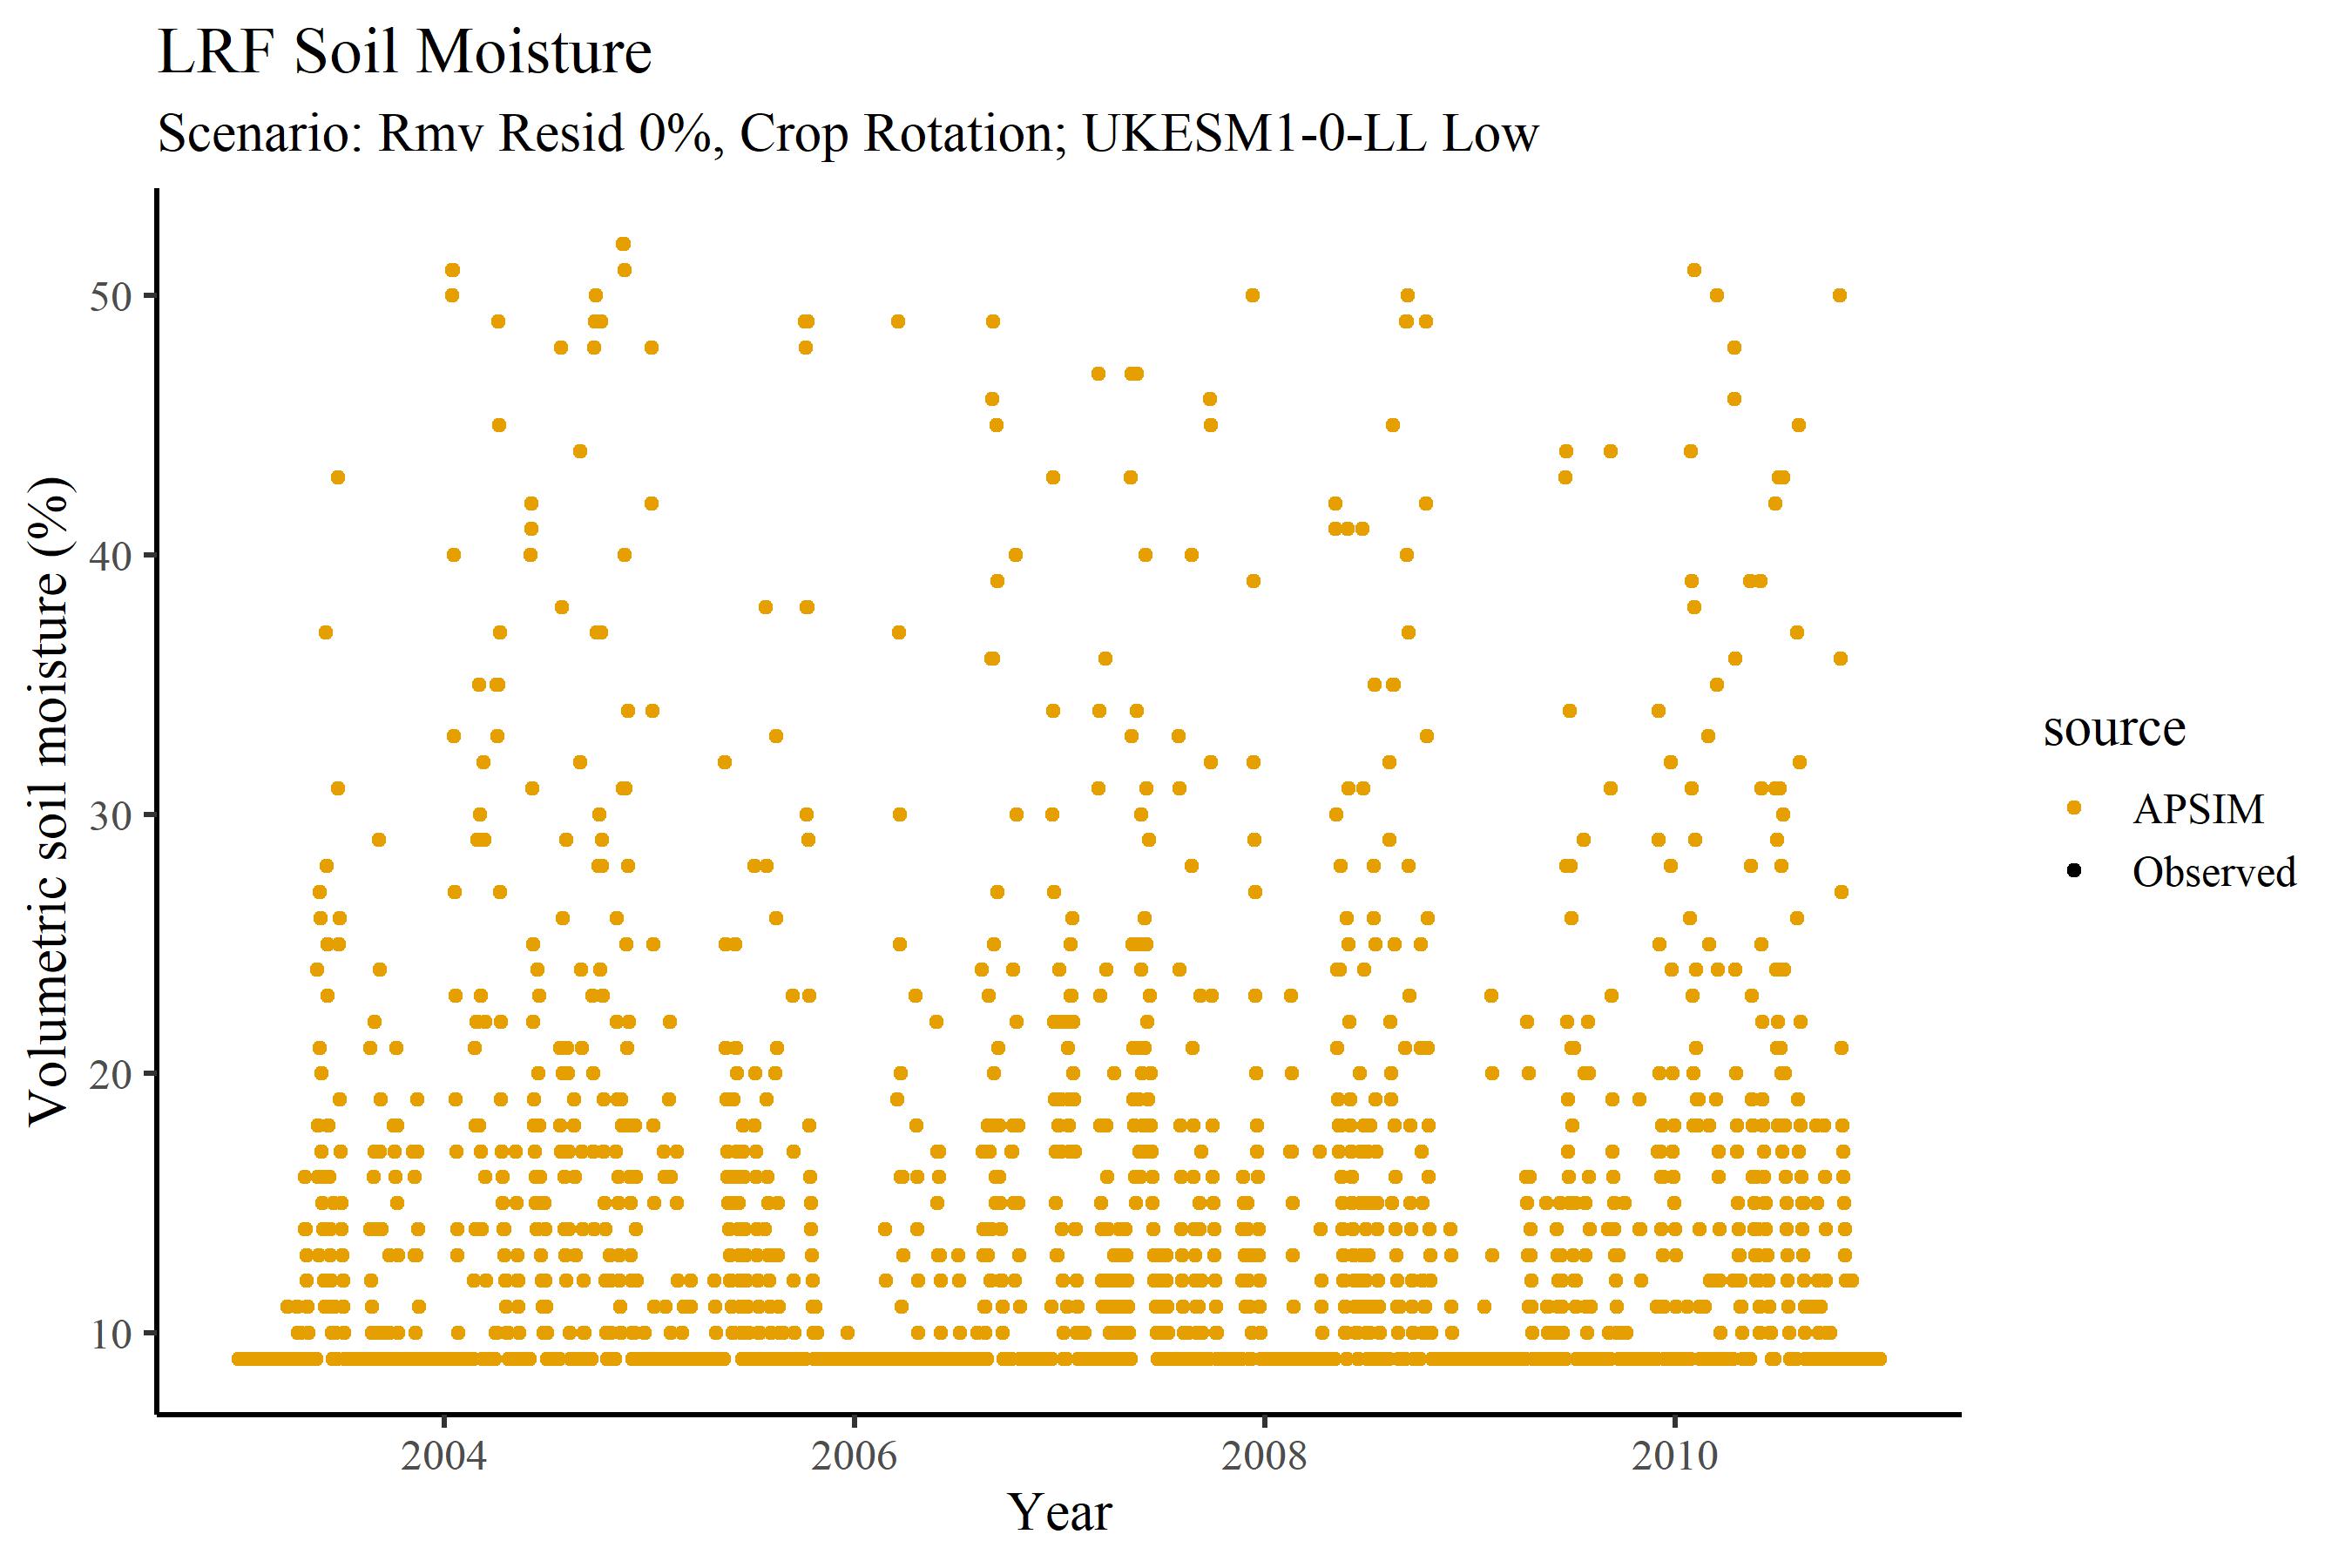 LRF Soil Moisture
Scenario: Rmv Resid 0%, Crop Rotation; UKESM1-0-LL Low
Volumetric soil moisture (%)
50
40
30
20
10
2004
2006
2008
2010
Year
source
APSIM
Observed